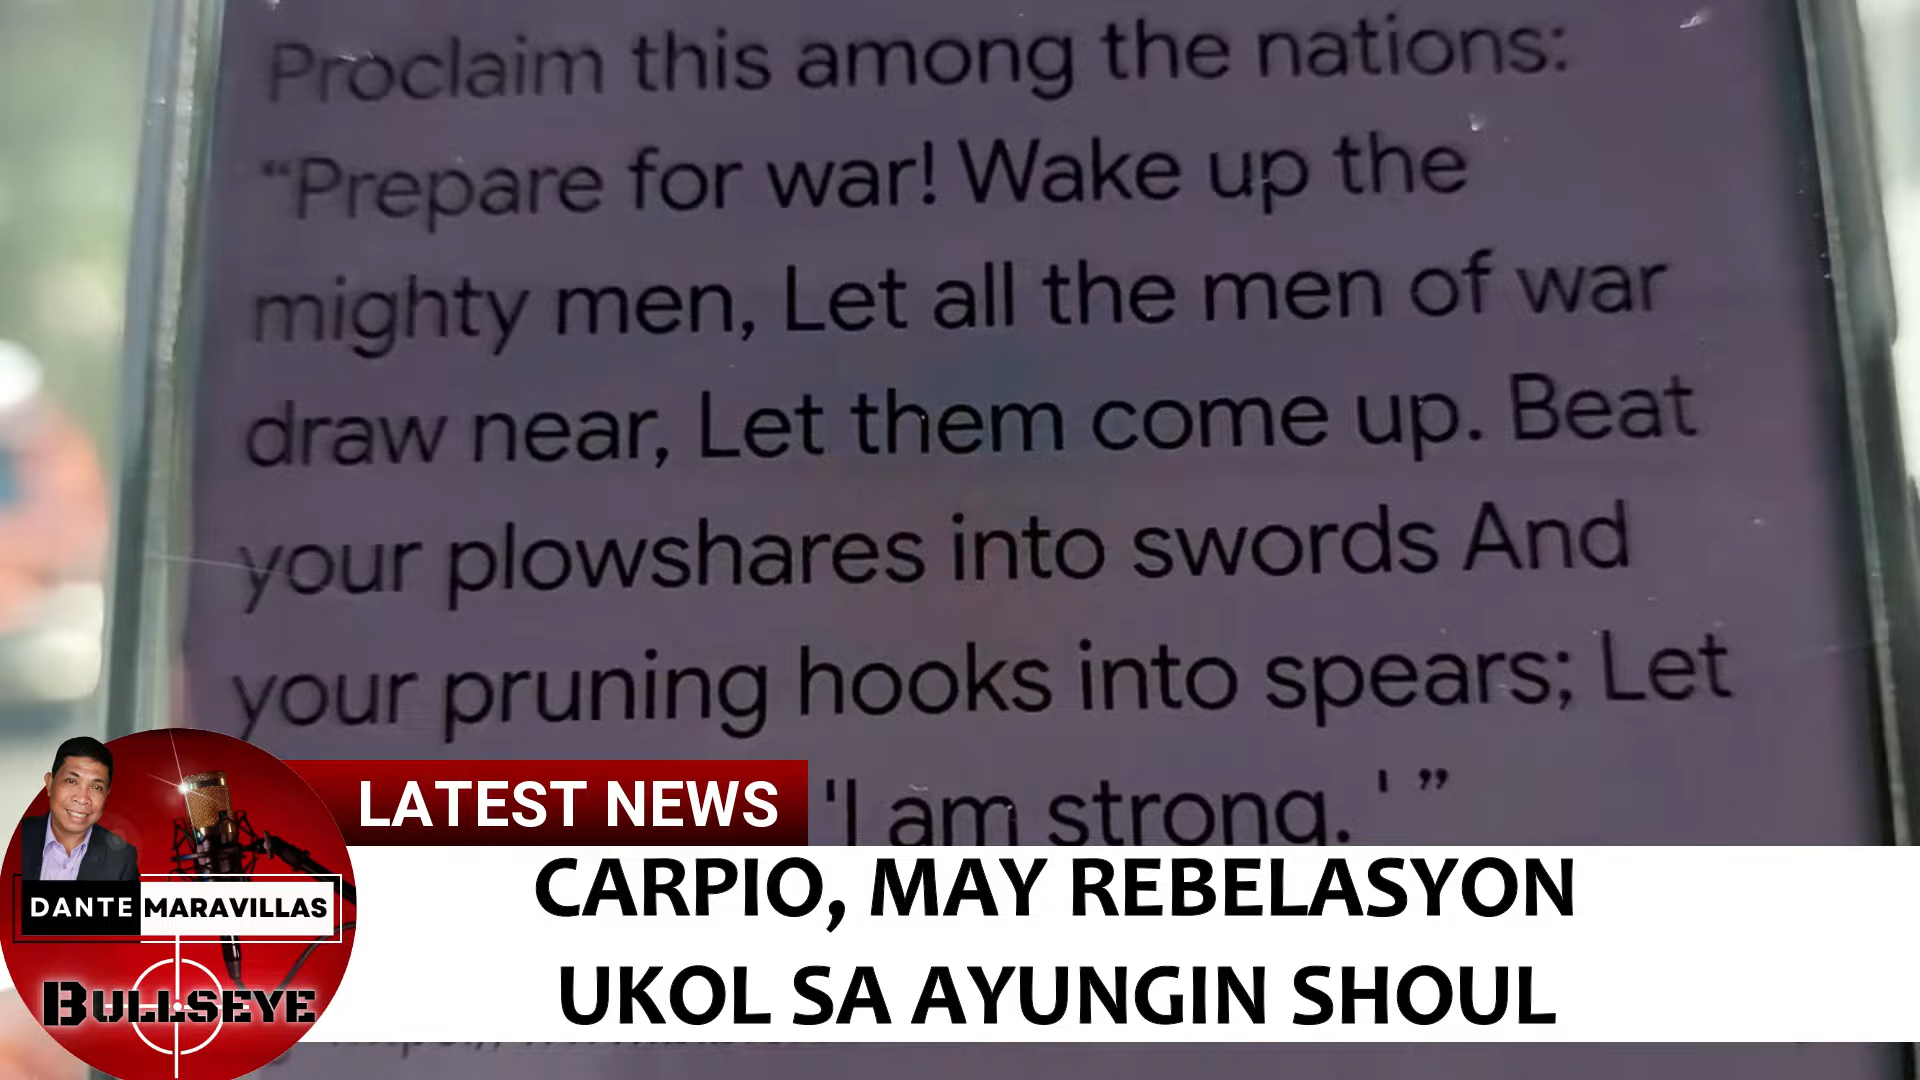 Proclaim this among the nations:
“Prepare for war! Wake up the
mighty men, Let all the men of war
draw near, Let them come up. Beat
your plowshares into swords And
your pruning hooks into spears; Let
'I am strong. ' ”
LATEST NEWS
CARPIO, MAY REBELASYON
UKOL SA AYUNGIN SHOUL
DANTE MARAVILLAS
BULLSEYE